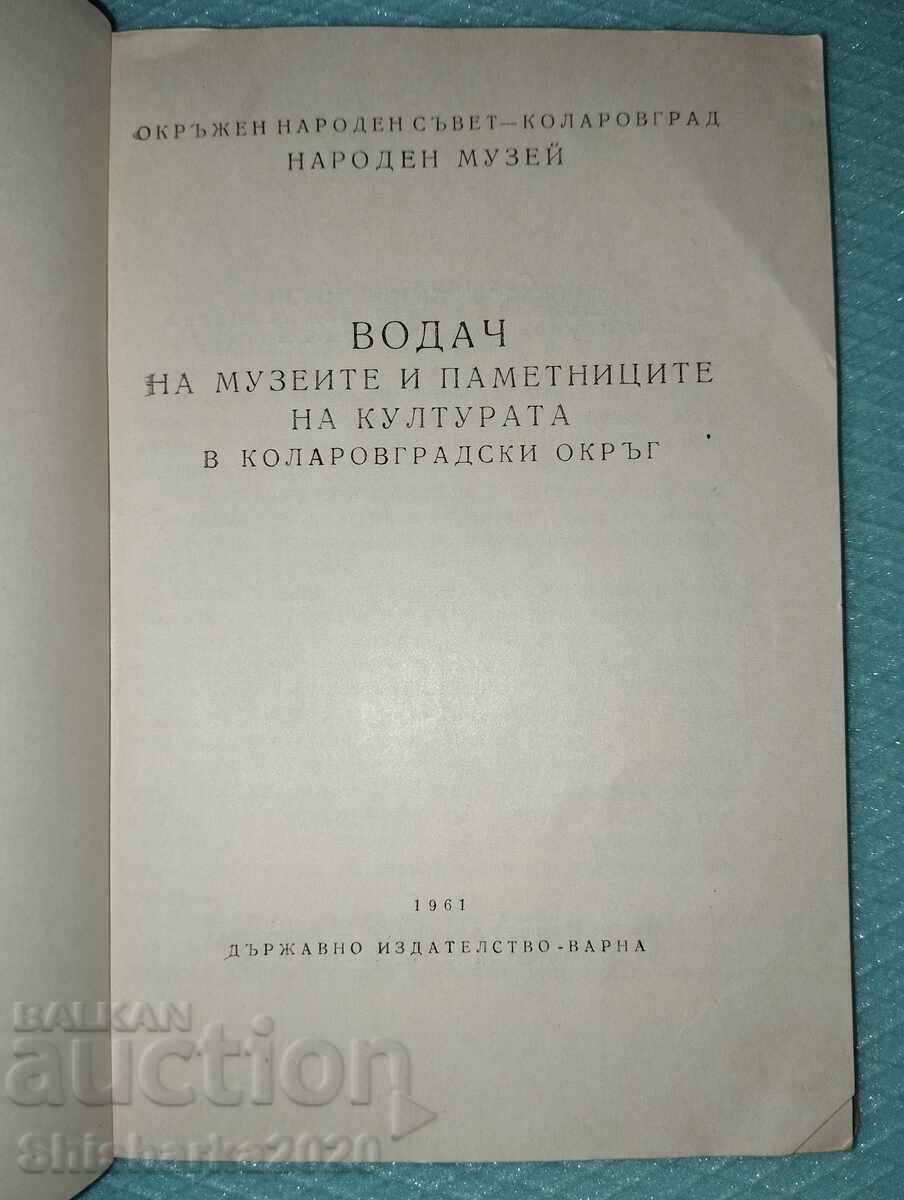 ОКРЪЖЕН НАРОДЕН СЪВЕТ—КОЛАРОВГРАД
НАРОДЕН МУЗЕЙ
ВОДАЧ
НА МУЗЕИТЕ И ПАМЕТНИЦИТЕ
НА КУЛТУРАТА
В КОЛАРОВГРАДСКИ ОКРЪГ
1961
ДЪРЖАВНО ИЗДАТЕЛСТВО-ВАРНА
BALKAN
auction
Shisharka2020